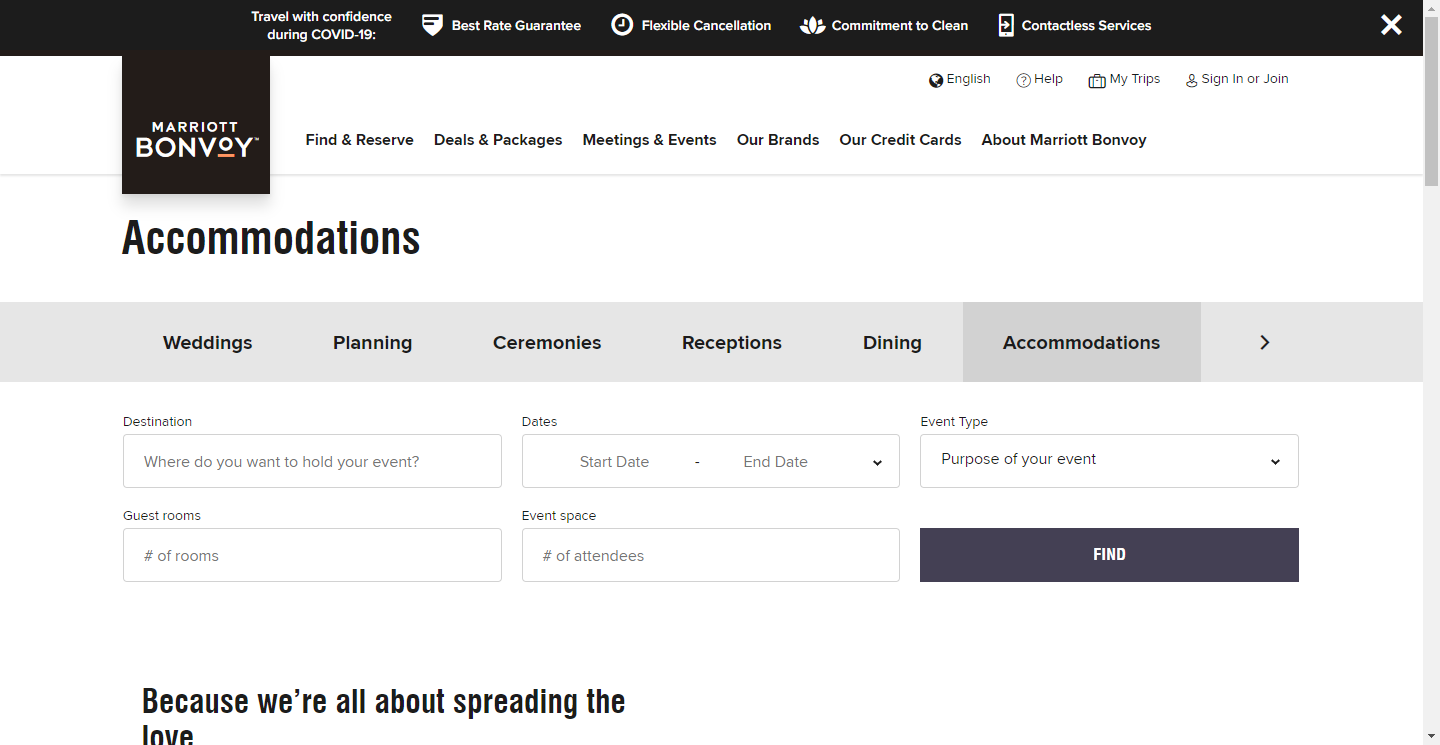 Travel with confidence
during COVID-19:
Best Rate Guarantee
Flexible Cancellation
Commitment to Clean
Contactless Services
English
Help
My Trips
Sign In or Join
MARRIOTT
BONVOY™
Find & Reserve
Deals & Packages
Meetings & Events
Our Brands
Our Credit Cards
About Marriott Bonvoy
Accommodations
Weddings
Planning
Ceremonies
Receptions
Dining
Accommodations
Destination
Dates
Event Type
Where do you want to hold your event?
Start Date - End Date
Purpose of your event
Guest rooms
Event space
# of rooms
# of attendees
FIND
Because we’re all about spreading the
love